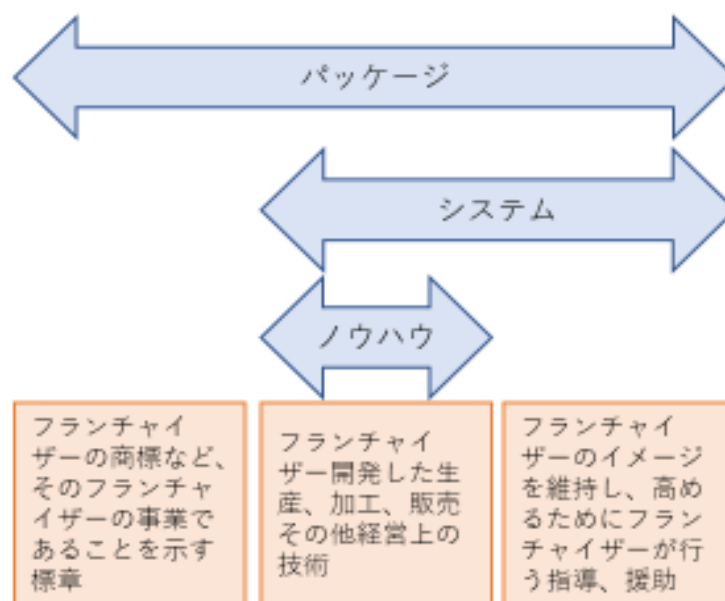 パッケージ
システム
ノウハウ
フランチャイ
ザーの商標など、
そのフランチャ
イザーの事業で
あることを示す
標章
フランチャイ
ザー開発した生
産、加工、販売
その他経営上の
技術
フランチャイ
ザーのイメージ
を維持し、高め
るためにフラン
チャイザーが行
う指導、援助